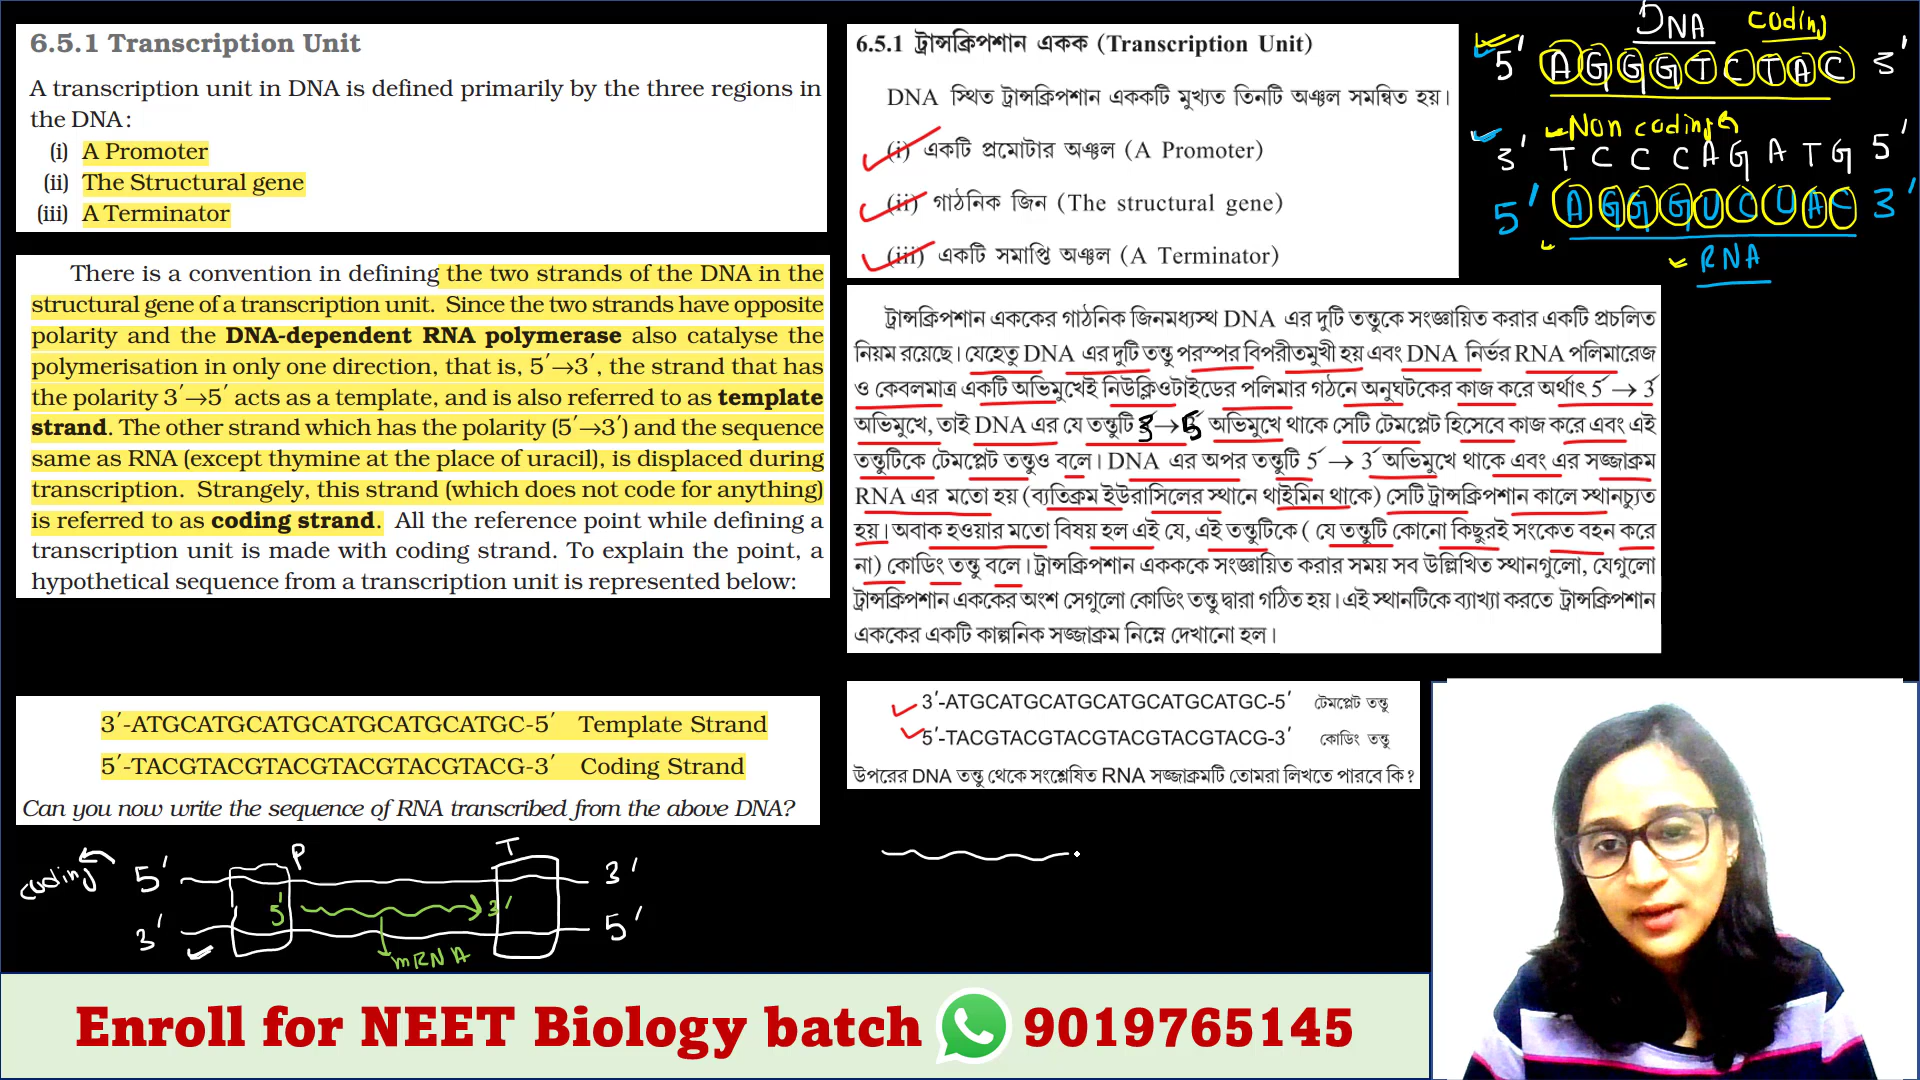 6.5.1 Transcription Unit
A transcription unit in DNA is defined primarily by the three regions in
the DNA:
(i) A Promoter
(ii) The Structural gene
(iii) A Terminator
There is a convention in defining the two strands of the DNA in the
structural gene of a transcription unit. Since the two strands have opposite
polarity and the DNA-dependent RNA polymerase also catalyse the
polymerisation in only one direction, that is, 5′→3′, the strand that has
the polarity 3′→5′ acts as a template, and is also referred to as template
strand. The other strand which has the polarity (5′→3′) and the sequence
same as RNA (except thymine at the place of uracil), is displaced during
transcription. Strangely, this strand (which does not code for anything)
is referred to as coding strand. All the reference point while defining a
transcription unit is made with coding strand. To explain the point, a
hypothetical sequence from a transcription unit is represented below:
3′-ATGCATGCATGCATGCATGCATGC-5′ Template Strand
5′-TACGTACGTACGTACGTACGTACG-3′ Coding Strand
Can you now write the sequence of RNA transcribed from the above DNA?
coding 5′ P T 3′
5′ 3′
3′ 5′
mRNA
6.5.1 ট্রান্সক্রিপশান একক (Transcription Unit)
DNA স্থিত ট্রান্সক্রিপশান এককটি মুখ্যত তিনটি অঞ্চল সমন্বিত হয়।
(i) একটি প্রমোটার অঞ্চল (A Promoter)
(ii) গাঠনিক জিন (The structural gene)
(iii) একটি সমাপ্তি অঞ্চল (A Terminator)
ট্রান্সক্রিপশান এককের গাঠনিক জিনমধ্যস্থ DNA এর দুটি তন্তুকে সংজ্ঞায়িত করার একটি প্রচলিত
নিয়ম রয়েছে। যেহেতু DNA এর দুটি তন্তু পরস্পর বিপরীতমুখী হয় এবং DNA নির্ভর RNA পলিমারেজ
ও কেবলমাত্র একটি অভিমুখেই নিউক্লিওটাইডের পলিমার গঠনে অনুঘটকের কাজ করে অর্থাৎ 5′ → 3′
অভিমুখে, তাই DNA এর যে তন্তুটি 3→5 অভিমুখে থাকে সেটি টেমপ্লেট হিসেবে কাজ করে এবং এই
তন্তুটিকে টেমপ্লেট তন্তুও বলে। DNA এর অপর তন্তুটি 5′ → 3′ অভিমুখে থাকে এবং এর সজ্জাক্রম
RNA এর মতো হয় (ব্যতিক্রম ইউরাসিলের স্থানে থাইমিন থাকে) সেটি ট্রান্সক্রিপশান কালে স্থানচ্যুত
হয়। অবাক হওয়ার মতো বিষয় হল এই যে, এই তন্তুটিকে ( যে তন্তুটি কোনো কিছুরই সংকেত বহন করে
না) কোডিং তন্তু বলে। ট্রান্সক্রিপশান একককে সংজ্ঞায়িত করার সময় সব উল্লিখিত স্থানগুলো, যেগুলো
ট্রান্সক্রিপশান এককের অংশ সেগুলো কোডিং তন্তু দ্বারা গঠিত হয়। এই স্থানটিকে ব্যাখ্যা করতে ট্রান্সক্রিপশান
এককের একটি কাল্পনিক সজ্জাক্রম নিম্নে দেখানো হল।
3′-ATGCATGCATGCATGCATGCATGC-5′ টেমপ্লেট তন্তু
5′-TACGTACGTACGTACGTACGTACG-3′ কোডিং তন্তু
উপরের DNA তন্তু থেকে সংশ্লেষিত RNA সজ্জাক্রমটি তোমরা লিখতে পারবে কি?
DNA coding
5′ A G G G T C T A C 3′
Non coding
3′ T C C C A G A T G 5′
5′ A G G G U C U A C 3′
RNA
Enroll for NEET Biology batch 9019765145